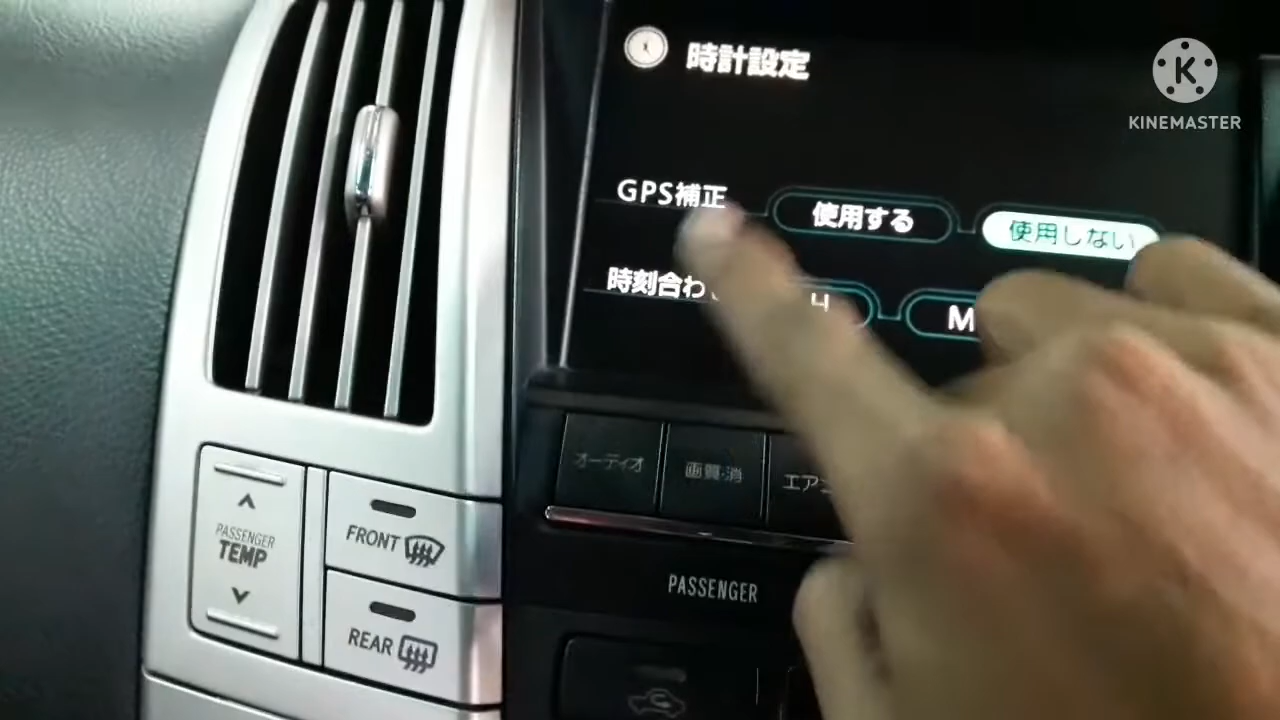 時計設定
K
KINEMASTER
GPS補正 使用する 使用しない
時刻合わ H M
オーディオ 画質・消 エアコ
PASSENGER
TEMP
FRONT
REAR
PASSENGER